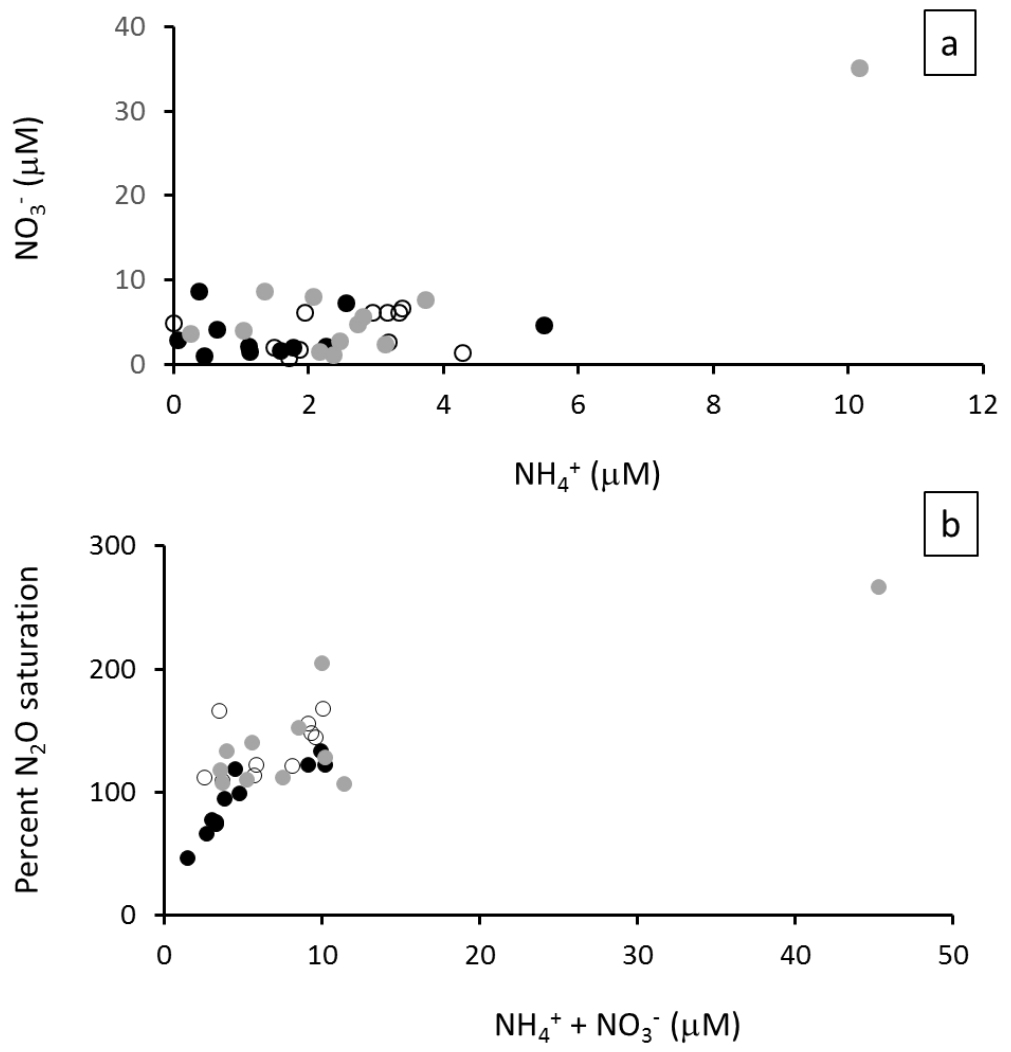 a
40
30
20
10
0
NO₃⁻ (μM)
0 2 4 6 8 10 12
NH₄⁺ (μM)
b
300
200
100
0
Percent N₂O saturation
0 10 20 30 40 50
NH₄⁺ + NO₃⁻ (μM)